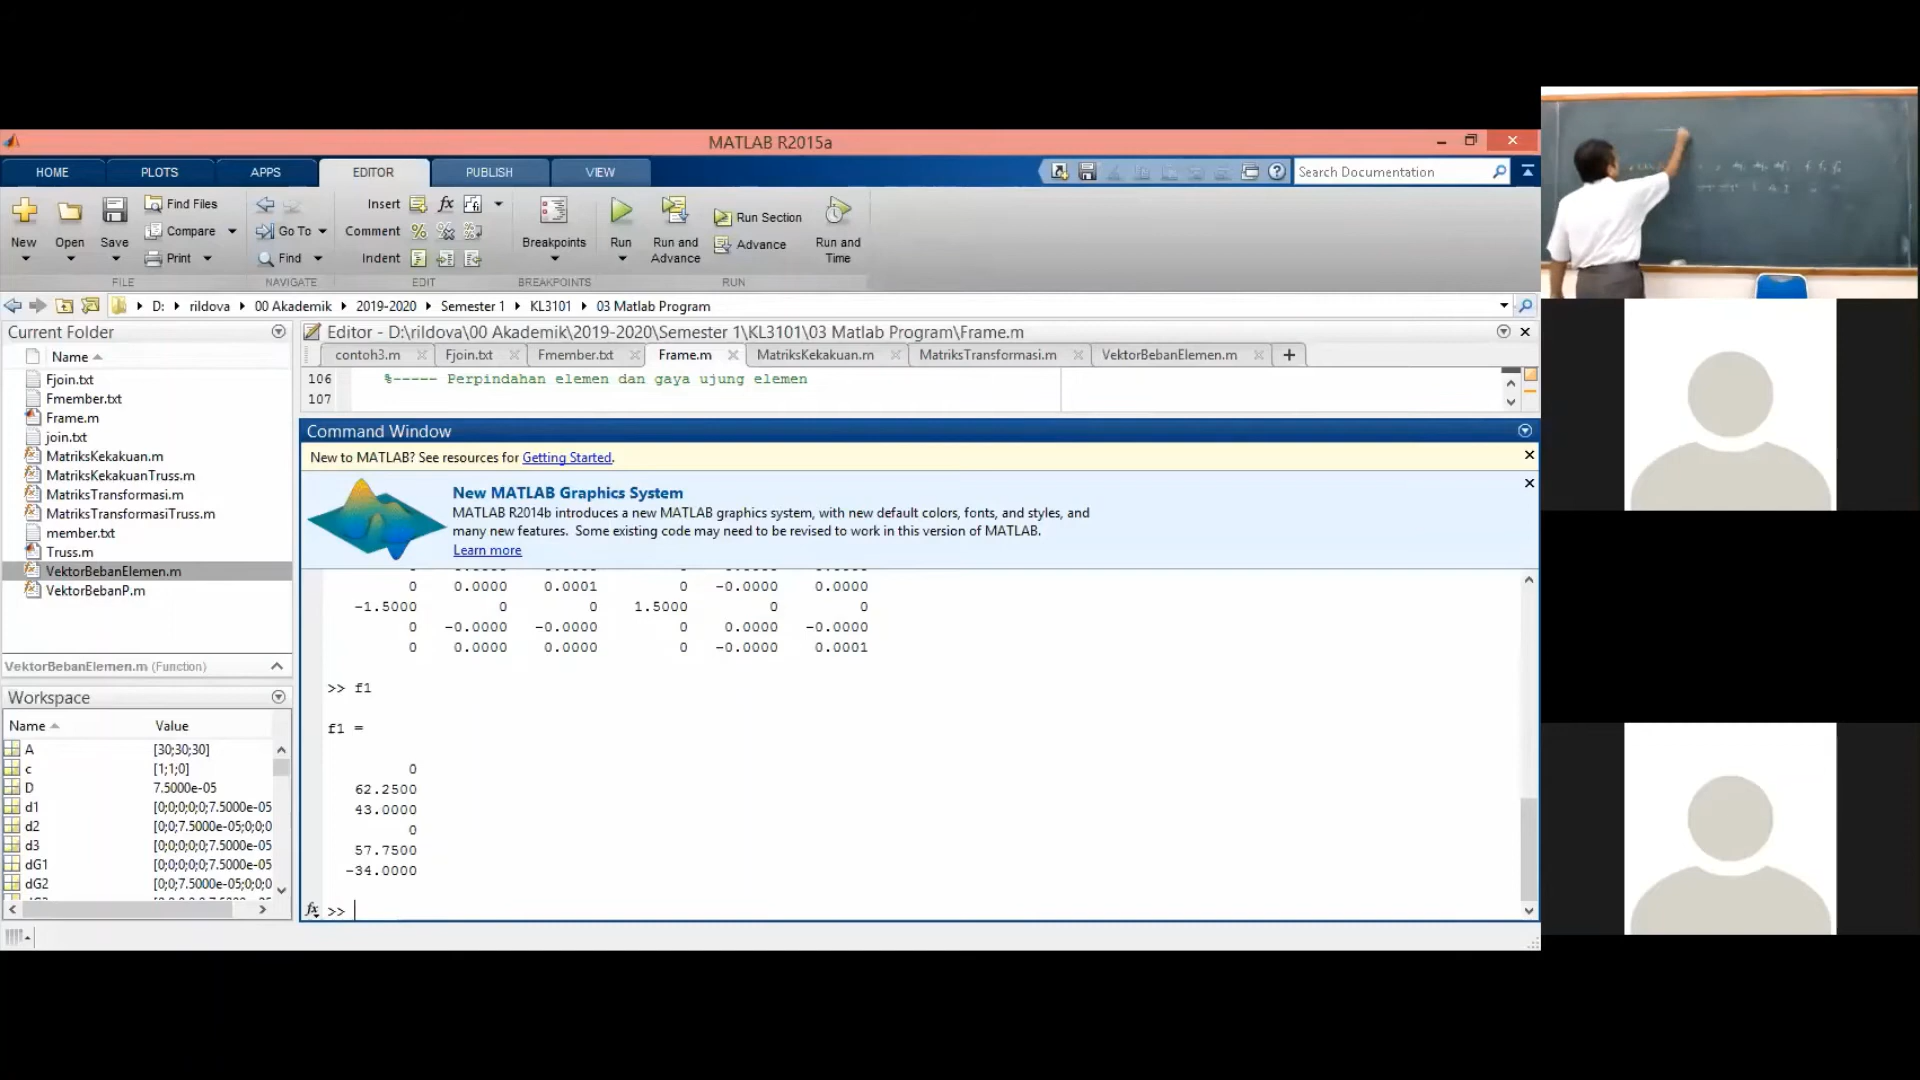 MATLAB R2015a
HOME PLOTS APPS EDITOR PUBLISH VIEW Search Documentation
New Open Save Find Files Compare Print Go To Find Insert fx Comment Indent Breakpoints Run Run and Advance Run Section Advance Run and Time
FILE NAVIGATE EDIT BREAKPOINTS RUN
D: rildova 00 Akademik 2019-2020 Semester 1 KL3101 03 Matlab Program
Current Folder
Name
Fjoin.txt
Fmember.txt
Frame.m
join.txt
MatriksKekakuan.m
MatriksKekakuanTruss.m
MatriksTransformasi.m
MatriksTransformasiTruss.m
member.txt
Truss.m
VektorBebanElemen.m
VektorBebanP.m
VektorBebanElemen.m (Function)
Workspace
Name Value
A [30;30;30]
c [1;1;0]
D 7.5000e-05
d1 [0;0;0;0;0;7.5000e-05
d2 [0;0;7.5000e-05;0;0;0
d3 [0;0;0;0;0;7.5000e-05
dG1 [0;0;0;0;0;7.5000e-05
dG2 [0;0;7.5000e-05;0;0;0
Editor - D:\rildova\00 Akademik\2019-2020\Semester 1\KL3101\03 Matlab Program\Frame.m
contoh3.m Fjoin.txt Fmember.txt Frame.m MatriksKekakuan.m MatriksTransformasi.m VektorBebanElemen.m
106 %----- Perpindahan elemen dan gaya ujung elemen
107
Command Window
New to MATLAB? See resources for Getting Started.
New MATLAB Graphics System
MATLAB R2014b introduces a new MATLAB graphics system, with new default colors, fonts, and styles, and
many new features. Some existing code may need to be revised to work in this version of MATLAB.
Learn more
0 0.0000 0.0001 0 -0.0000 0.0000
-1.5000 0 0 1.5000 0 0
0 -0.0000 -0.0000 0 0.0000 -0.0000
0 0.0000 0.0000 0 -0.0000 0.0001
>> f1
f1 =
0
62.2500
43.0000
0
57.7500
-34.0000
fx >>